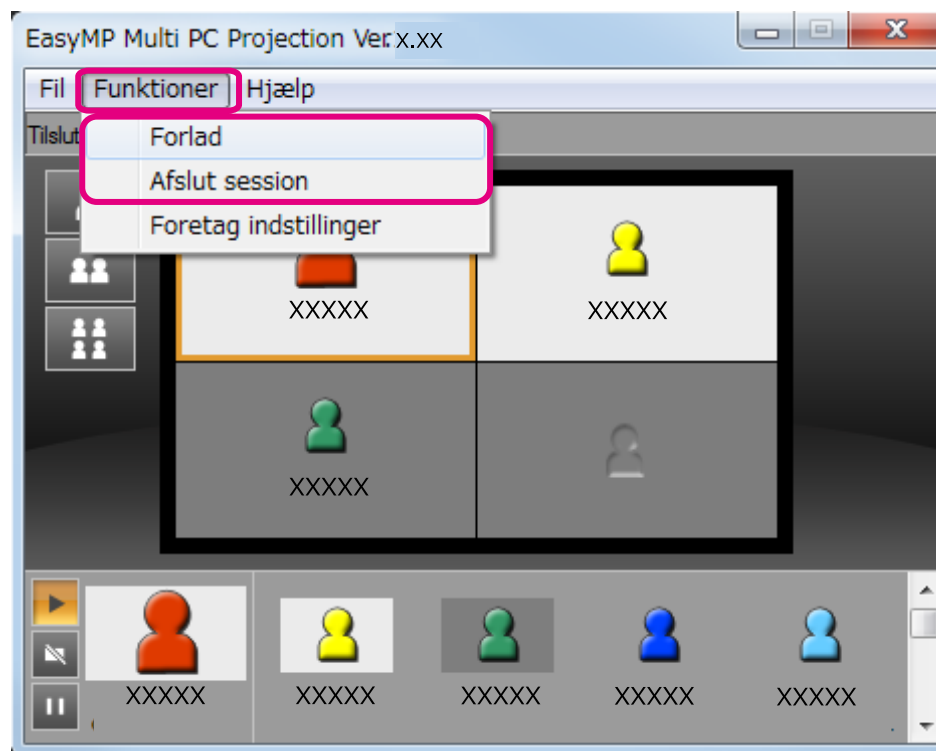 EasyMP Multi PC Projection Ver. X.XX
Fil Funktioner Hjælp
Tilslut
Forlad
Afslut session
Foretag indstillinger
XXXXX XXXXX
XXXXX
XXXXX XXXXX XXXXX XXXXX XXXXX